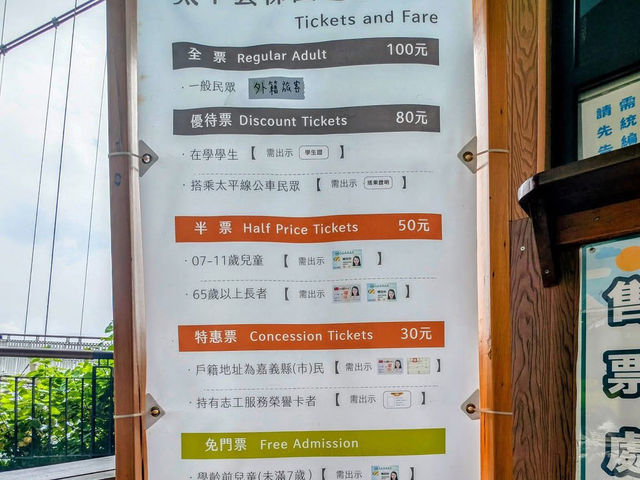 Tickets and Fare
全 票 Regular Adult 100元
·一般民眾 外籍旅客
優待票 Discount Tickets 80元
·在學學生【 需出示 學生證 】
·搭乘太平線公車民眾【 需出示 搭乘證明 】
半 票 Half Price Tickets 50元
·07-11歲兒童【 需出示 】
·65歲以上長者【 需出示 】
特惠票 Concession Tickets 30元
·戶籍地址為嘉義縣(市)民【 需出示 】
·持有志工服務榮譽卡者【 需出示 】
免門票 Free Admission
·學齡前兒童(未滿7歲)【 需出示 】
需統編
請先告
售票處